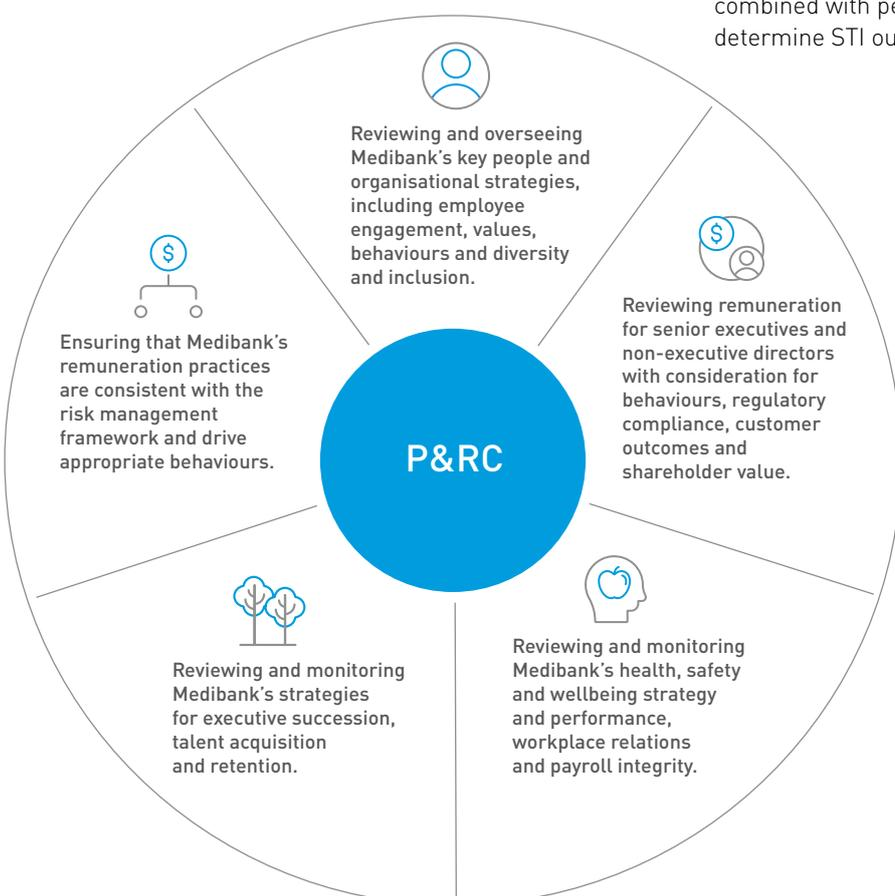 combined with pe
determine STI ou
Reviewing and overseeing
Medibank's key people and
organisational strategies,
including employee
engagement, values,
behaviours and diversity
and inclusion.
$
Reviewing remuneration
for senior executives and
non-executive directors
with consideration for
behaviours, regulatory
compliance, customer
outcomes and
shareholder value.
$
Ensuring that Medibank's
remuneration practices
are consistent with the
risk management
framework and drive
appropriate behaviours.
P&RC
Reviewing and monitoring
Medibank's health, safety
and wellbeing strategy
and performance,
workplace relations
and payroll integrity.
Reviewing and monitoring
Medibank's strategies
for executive succession,
talent acquisition
and retention.